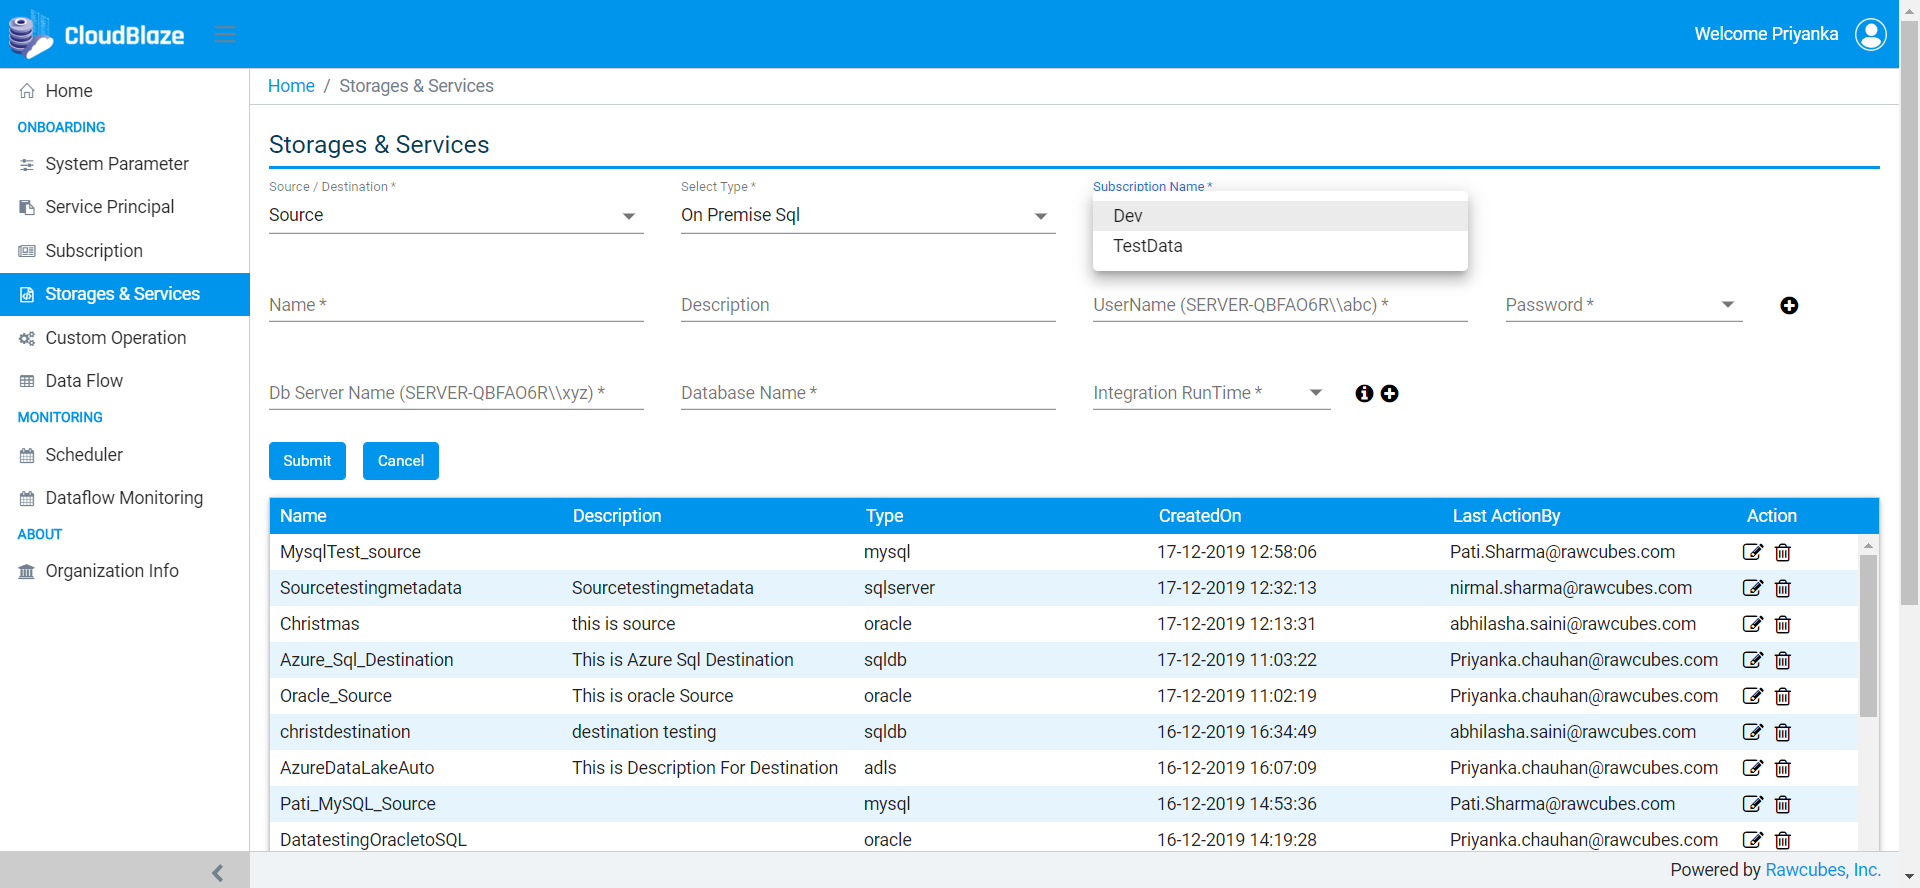 CloudBlaze
Welcome Priyanka
Home
ONBOARDING
System Parameter
Service Principal
Subscription
Storages & Services
Custom Operation
Data Flow
MONITORING
Scheduler
Dataflow Monitoring
ABOUT
Organization Info
Home / Storages & Services
Storages & Services
Source / Destination * Select Type * Subscription Name *
Source On Premise Sql Dev
TestData
Name * Description UserName (SERVER-QBFAO6R\\abc) * Password *
Db Server Name (SERVER-QBFAO6R\\xyz) * Database Name * Integration RunTime *
Submit Cancel
Name Description Type CreatedOn Last ActionBy Action
MysqlTest_source mysql 17-12-2019 12:58:06 Pati.Sharma@rawcubes.com
Sourcetestingmetadata Sourcetestingmetadata sqlserver 17-12-2019 12:32:13 nirmal.sharma@rawcubes.com
Christmas this is source oracle 17-12-2019 12:13:31 abhilasha.saini@rawcubes.com
Azure_Sql_Destination This is Azure Sql Destination sqldb 17-12-2019 11:03:22 Priyanka.chauhan@rawcubes.com
Oracle_Source This is oracle Source oracle 17-12-2019 11:02:19 Priyanka.chauhan@rawcubes.com
christdestination destination testing sqldb 16-12-2019 16:34:49 abhilasha.saini@rawcubes.com
AzureDataLakeAuto This is Description For Destination adls 16-12-2019 16:07:09 Priyanka.chauhan@rawcubes.com
Pati_MySQL_Source mysql 16-12-2019 14:53:36 Pati.Sharma@rawcubes.com
DatatestingOracletoSQL oracle 16-12-2019 14:19:28 Priyanka.chauhan@rawcubes.com
Powered by Rawcubes, Inc.